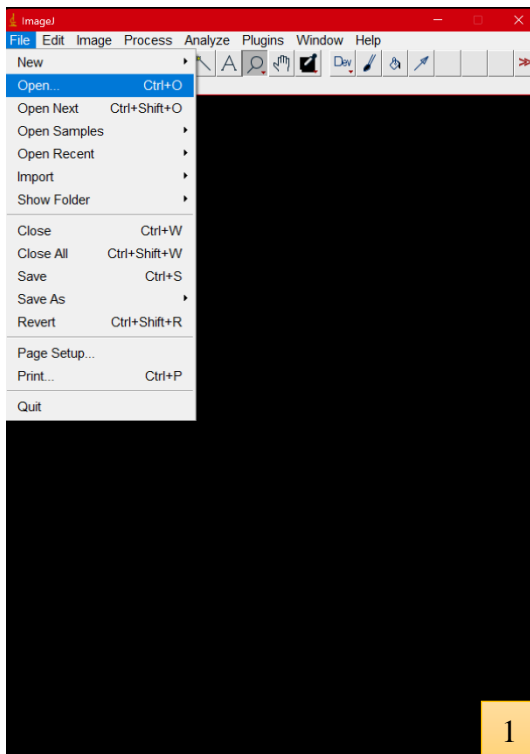 ImageJ
File Edit Image Process Analyze Plugins Window Help
New
A Dev
Open... Ctrl+O
Open Next Ctrl+Shift+O
Open Samples
Open Recent
Import
Show Folder
Close Ctrl+W
Close All Ctrl+Shift+W
Save Ctrl+S
Save As
Revert Ctrl+Shift+R
Page Setup...
Print... Ctrl+P
Quit
1